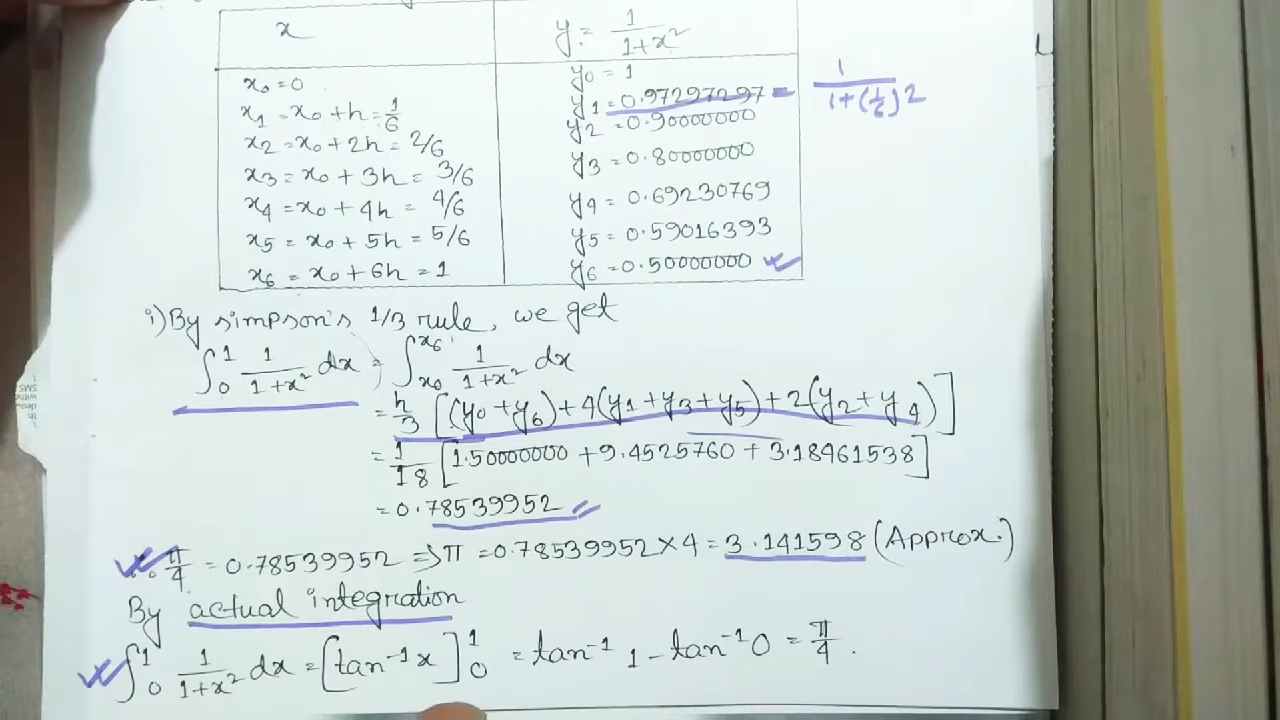 x y = 1/(1+x²)
x₀ = 0 y₀ = 1
x₁ = x₀ + h = 1/6 y₁ = 0.97297297 = 1/(1+(1/6)2
x₂ = x₀ + 2h = 2/6 y₂ = 0.90000000
x₃ = x₀ + 3h = 3/6 y₃ = 0.80000000
x₄ = x₀ + 4h = 4/6 y₄ = 0.69230769
x₅ = x₀ + 5h = 5/6 y₅ = 0.59016393
x₆ = x₀ + 6h = 1 y₆ = 0.50000000
i) By simpson's 1/3 rule, we get
∫₀¹ 1/(1+x²) dx = ∫x₀^x₆ 1/(1+x²) dx
= h/3 [(y₀+y₆)+4(y₁+y₃+y₅)+2(y₂+y₄)]
= 1/18 [1.50000000 + 9.4525760 + 3.18461538]
= 0.78539952
∴ π/4 = 0.78539952 ⇒ π = 0.78539952 × 4 = 3.141598 (Approx.)
By actual integration
∫₀¹ 1/(1+x²) dx = [tan⁻¹x]₀¹ = tan⁻¹ 1 - tan⁻¹0 = π/4.